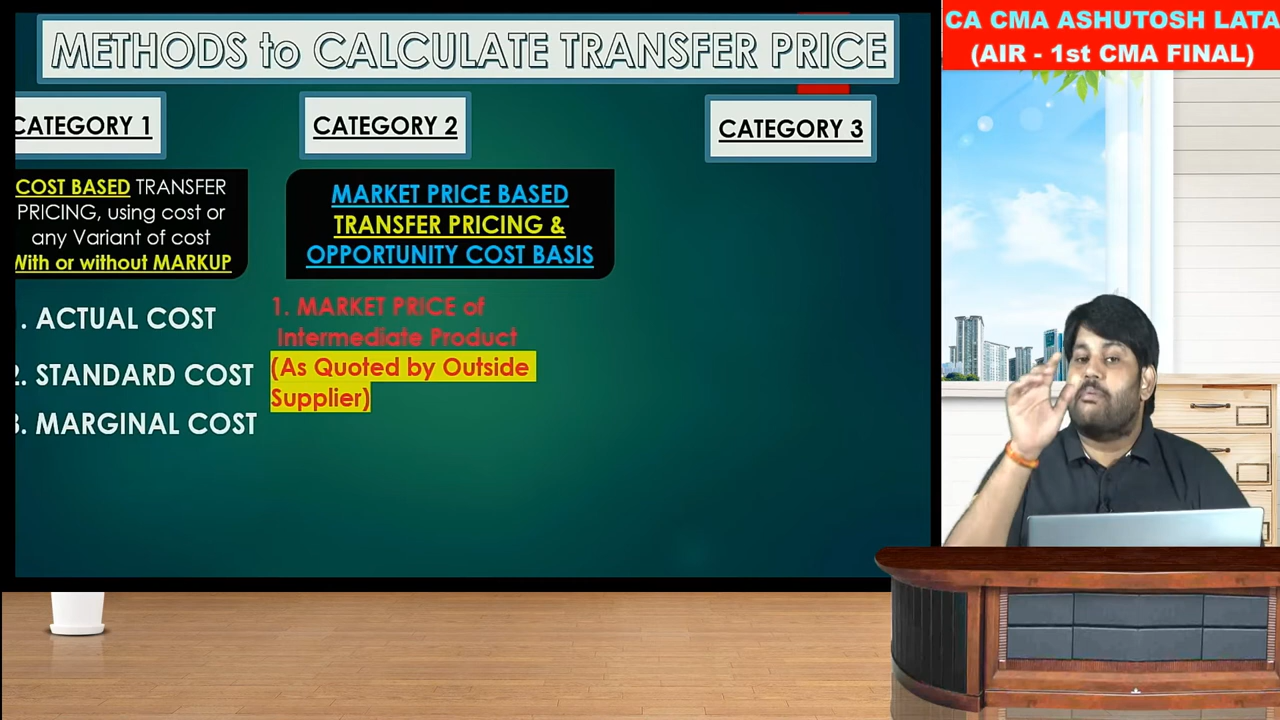 METHODS to CALCULATE TRANSFER PRICE
CA CMA ASHUTOSH LATA
(AIR - 1st CMA FINAL)
CATEGORY 1
CATEGORY 2
CATEGORY 3
COST BASED TRANSFER
PRICING, using cost or
any Variant of cost
With or without MARKUP
MARKET PRICE BASED
TRANSFER PRICING &
OPPORTUNITY COST BASIS
. ACTUAL COST
2. STANDARD COST
3. MARGINAL COST
1. MARKET PRICE of
Intermediate Product
(As Quoted by Outside
Supplier)